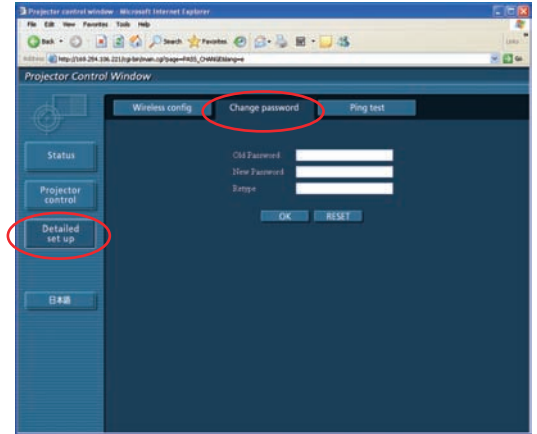 Projector control window - Microsoft Internet Explorer
File Edit View Favorites Tools Help
Back Search Favorites
Address Go
Links
Projector Control Window
Wireless config Change password Ping test
Status
Projector
control
Detailed
set up
日本語
Old Password
New Password
Retype
OK RESET